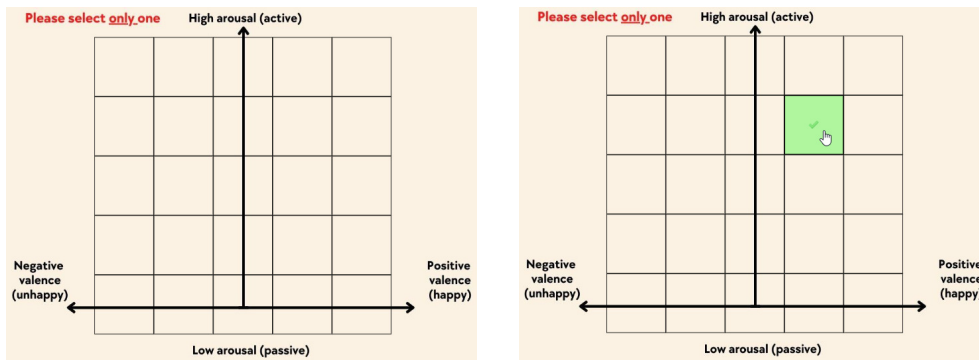 Please select only one
High arousal (active)
Negative
valence
(unhappy)
Positive
valence
(happy)
Low arousal (passive)
Please select only one
High arousal (active)
Negative
valence
(unhappy)
Positive
valence
(happy)
Low arousal (passive)